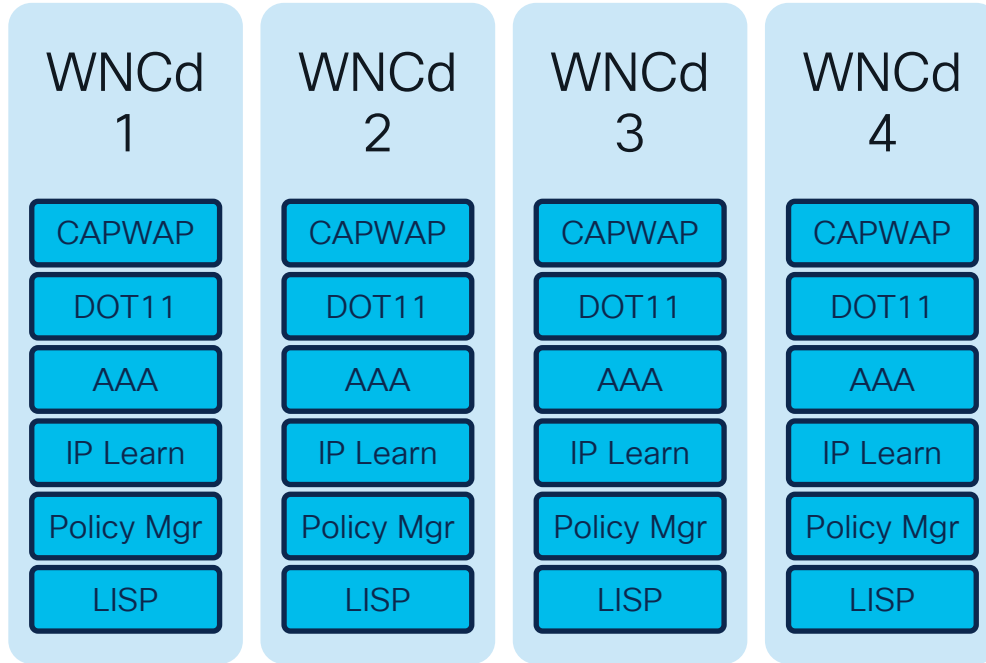 WNCd
1
CAPWAP
DOT11
AAA
IP Learn
Policy Mgr
LISP
WNCd
2
CAPWAP
DOT11
AAA
IP Learn
Policy Mgr
LISP
WNCd
3
CAPWAP
DOT11
AAA
IP Learn
Policy Mgr
LISP
WNCd
4
CAPWAP
DOT11
AAA
IP Learn
Policy Mgr
LISP